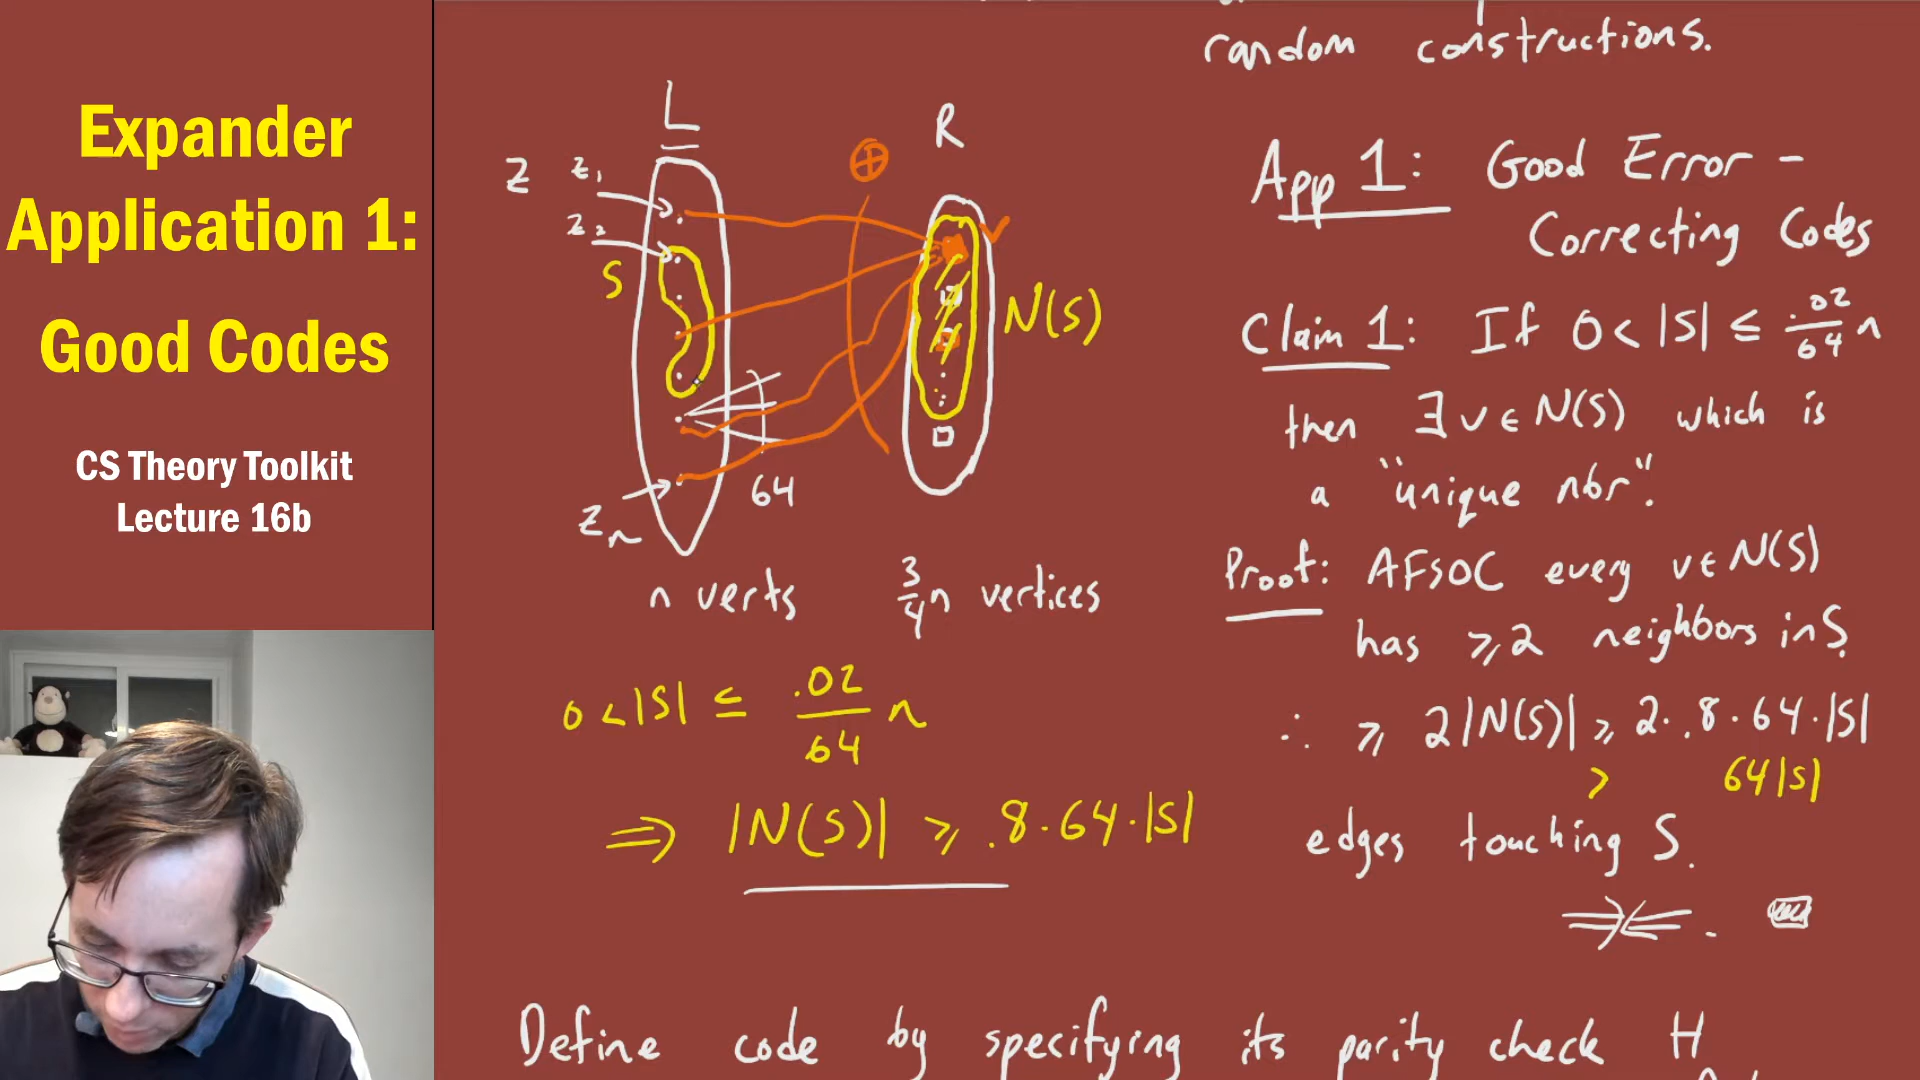 Expander
Application 1:
Good Codes
CS Theory Toolkit
Lecture 16b
random constructions.
L
R
Z
z₁
z₂
S
⊕
N(S)
64
zₙ
n verts
3/4 n vertices
0 < |S| ≤ .02/64 n
⇒ |N(S)| ≥ .8·64·|S|
App 1: Good Error-
Correcting Codes
Claim 1: If 0 < |S| ≤ .02/64 n
then ∃ v ∈ N(S) which is
a "unique nbr".
Proof: AFSOC every v ∈ N(S)
has ≥ 2 neighbors in S.
∴ ≥ 2|N(S)| ≥ 2·.8·64·|S|
> 64|S|
edges touching S.
⇒⇐.
Define code by specifying its parity check H